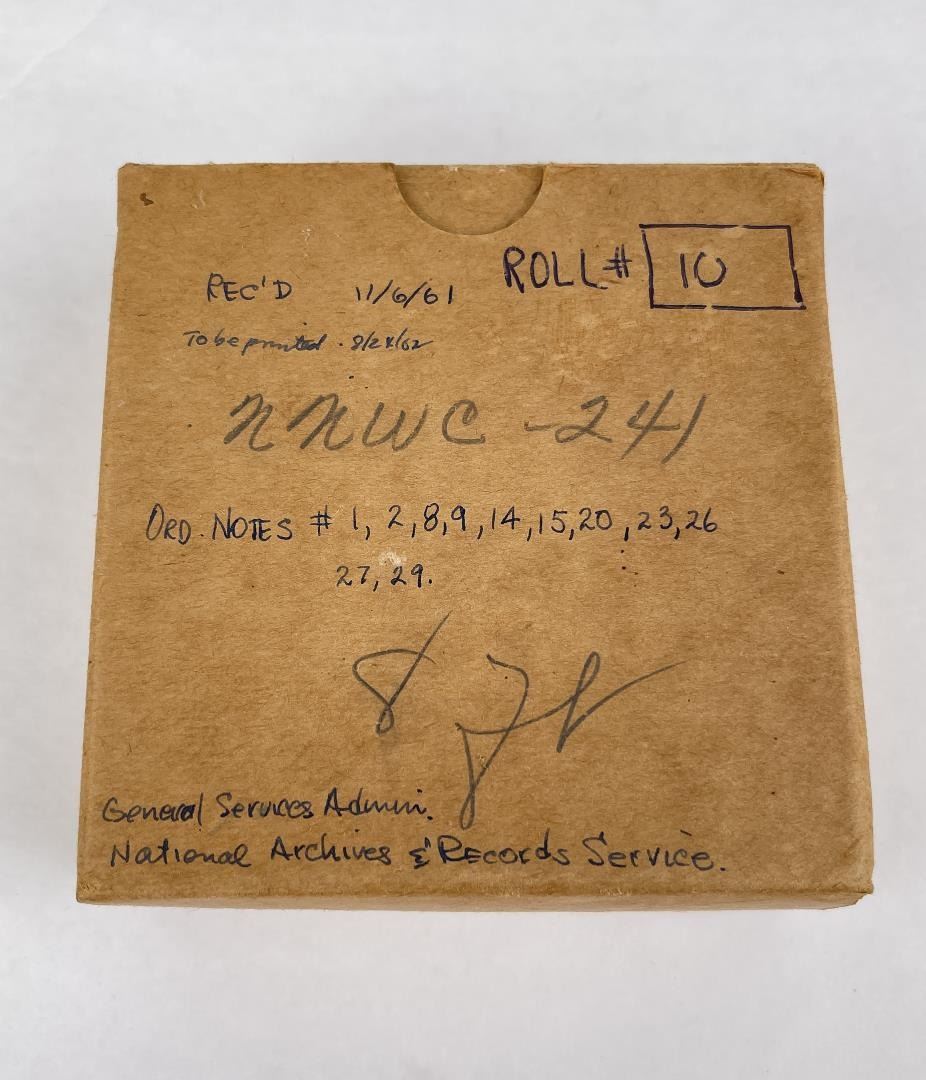 ROLL # 10
REC'D 11/6/61
To be printed. 8/24/62
NNWC -241
ORD. NOTES # 1, 2, 8, 9, 14, 15, 20, 23, 26
27, 29.
General Services Admin.
National Archives & Records Service.